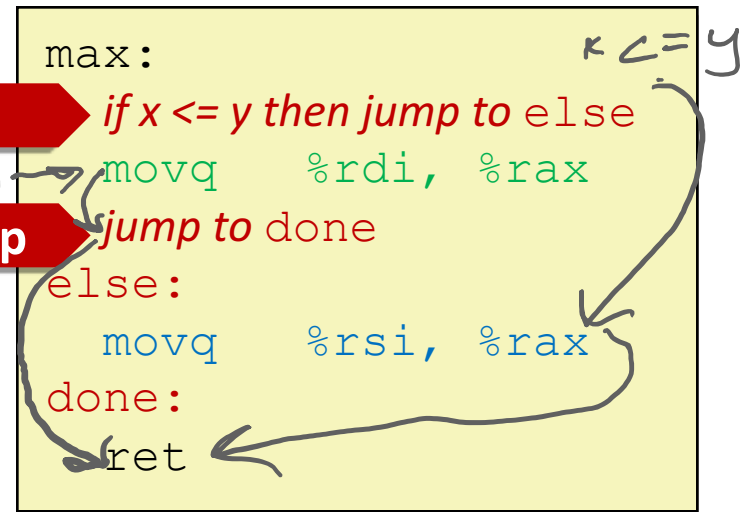 max:
x <= y
if x <= y then jump to else
movq %rdi, %rax
p jump to done
else:
movq %rsi, %rax
done:
ret